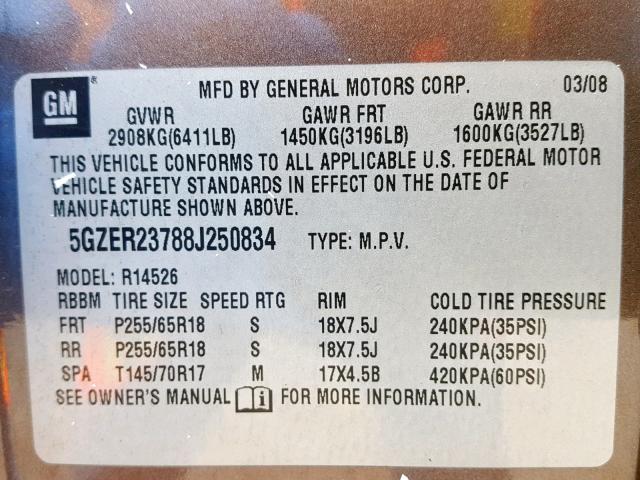 GM ® MFD BY GENERAL MOTORS CORP. 03/08
GVWR GAWR FRT GAWR RR
2908KG(6411LB) 1450KG(3196LB) 1600KG(3527LB)
THIS VEHICLE CONFORMS TO ALL APPLICABLE U.S. FEDERAL MOTOR
VEHICLE SAFETY STANDARDS IN EFFECT ON THE DATE OF
MANUFACTURE SHOWN ABOVE.
5GZER23788J250834 TYPE: M.P.V.
MODEL: R14526
RBBM TIRE SIZE SPEED RTG RIM COLD TIRE PRESSURE
FRT P255/65R18 S 18X7.5J 240KPA(35PSI)
RR P255/65R18 S 18X7.5J 240KPA(35PSI)
SPA T145/70R17 M 17X4.5B 420KPA(60PSI)
SEE OWNER'S MANUAL i FOR MORE INFORMATION.